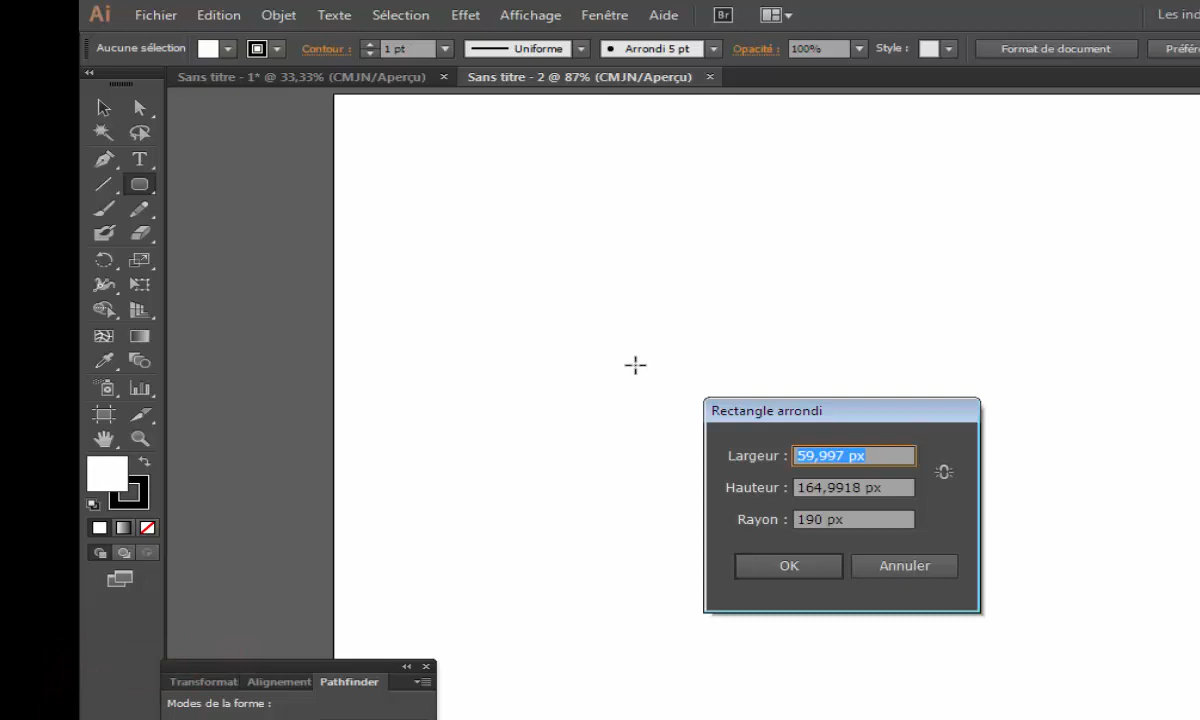 Ai Fichier Edition Objet Texte Sélection Effet Affichage Fenêtre Aide Br Les ind
Aucune sélection Contour : 1 pt Uniforme Arrondi 5 pt Opacité : 100% Style : Format de document Préfére
Sans titre - 1* @ 33,33% (CMJN/Aperçu) × Sans titre - 2 @ 87% (CMJN/Aperçu) ×
T
Rectangle arrondi
Largeur : 59,997 px
Hauteur : 164,9918 px
Rayon : 190 px
OK Annuler
Transformat Alignement Pathfinder
Modes de la forme :